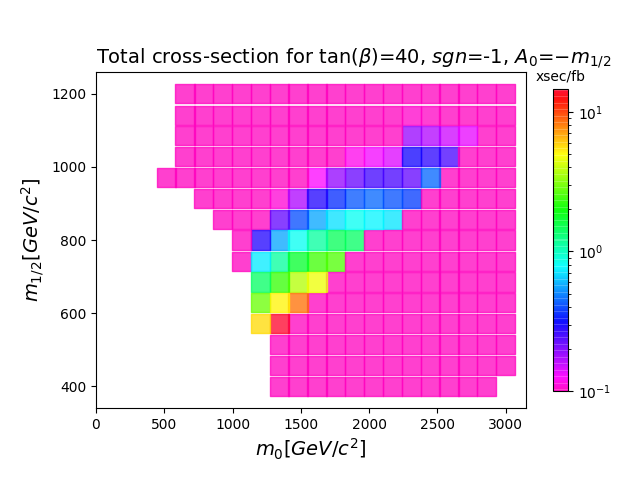 Total cross-section for tan(β)=40, sgn=-1, A₀=−m₁/₂
xsec/fb
10¹
10⁰
10⁻¹
1200
1000
800
600
400
m₁/₂[GeV/c²]
0 500 1000 1500 2000 2500 3000
m₀[GeV/c²]